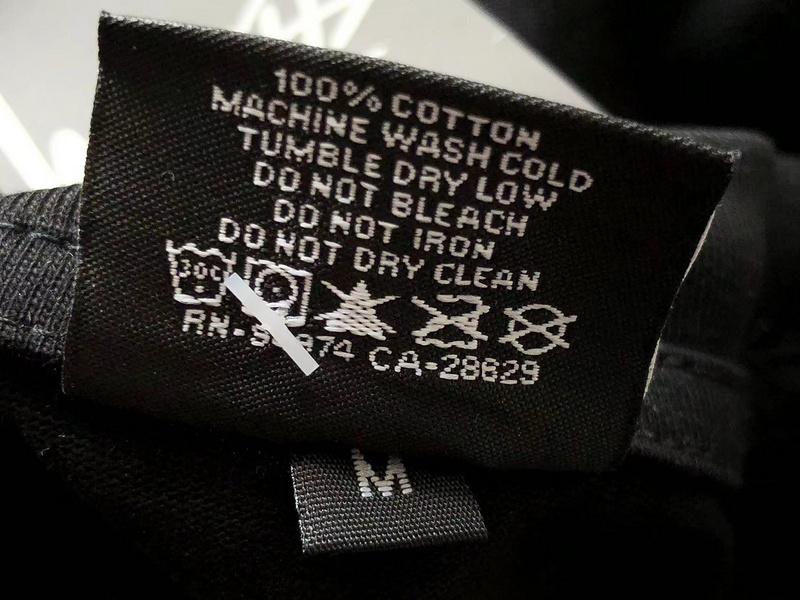 100% COTTON
MACHINE WASH COLD
TUMBLE DRY LOW
DO NOT BLEACH
DO NOT IRON
DO NOT DRY CLEAN
30c
CA-28629
M